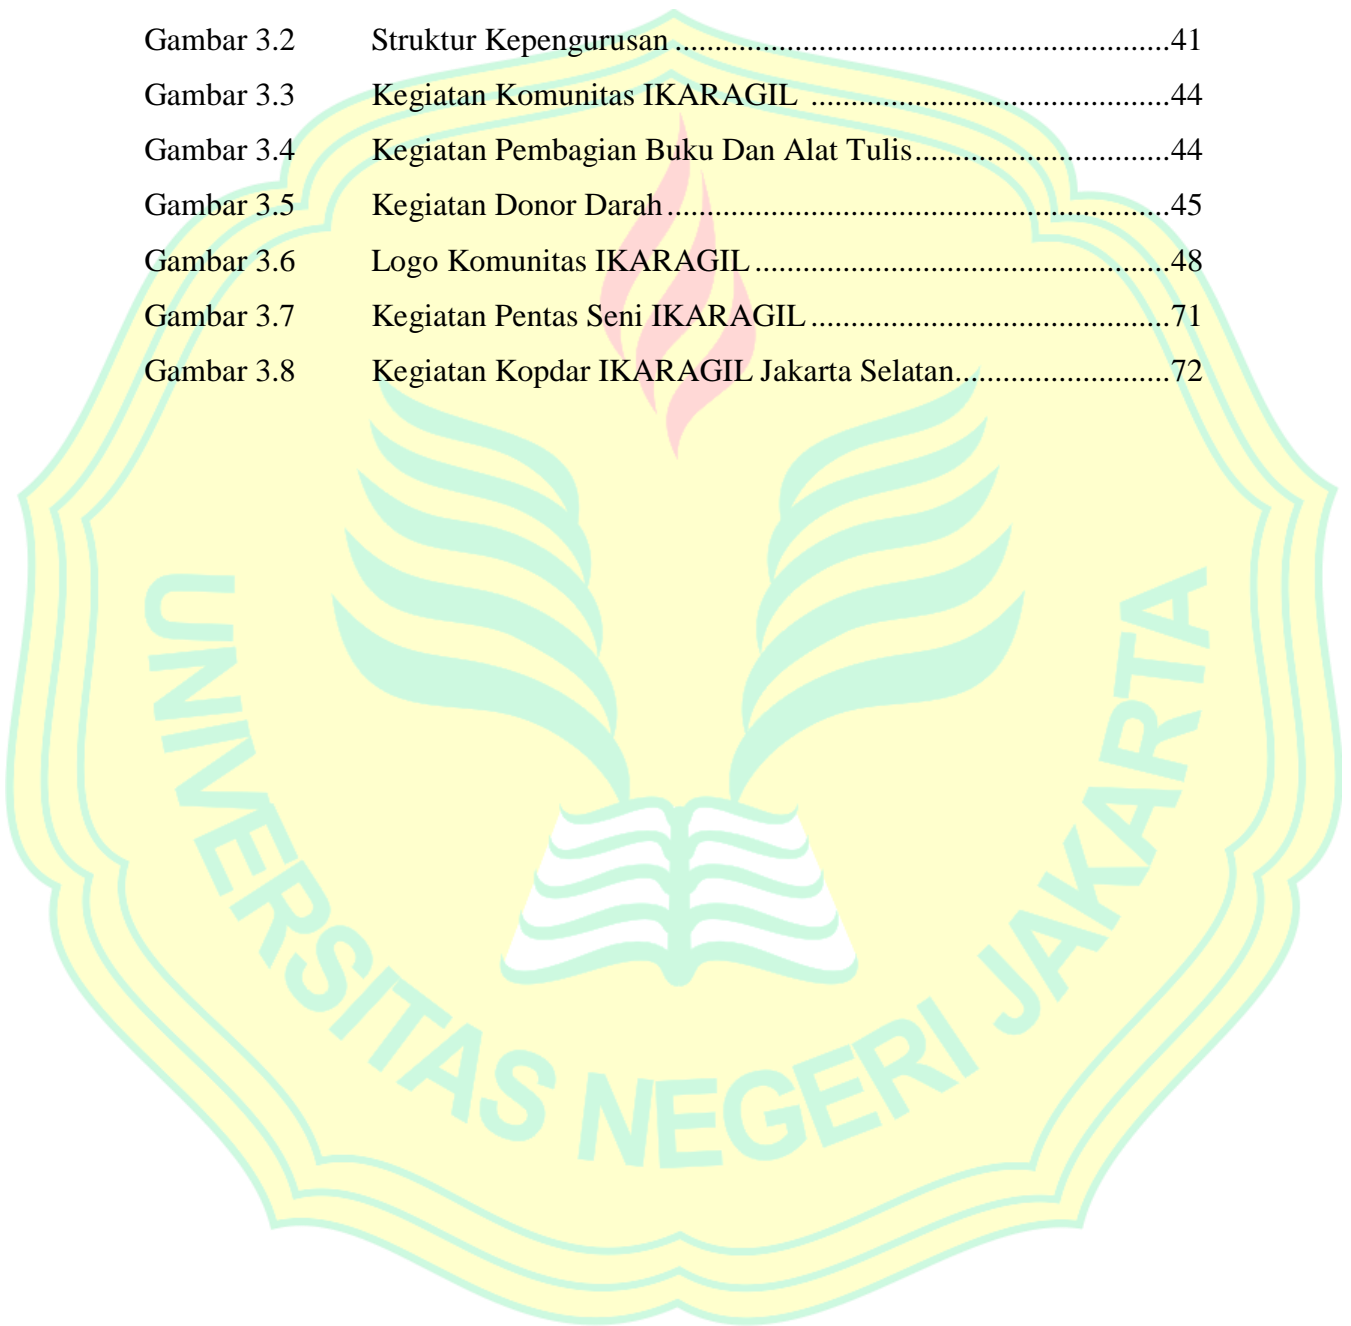 Gambar 3.2 Struktur Kepengurusan ..............................................................41
Gambar 3.3 Kegiatan Komunitas IKARAGIL .............................................44
Gambar 3.4 Kegiatan Pembagian Buku Dan Alat Tulis................................44
Gambar 3.5 Kegiatan Donor Darah...............................................................45
Gambar 3.6 Logo Komunitas IKARAGIL....................................................48
Gambar 3.7 Kegiatan Pentas Seni IKARAGIL.............................................71
Gambar 3.8 Kegiatan Kopdar IKARAGIL Jakarta Selatan...........................72
UNIVERSITAS NEGERI JAKARTA